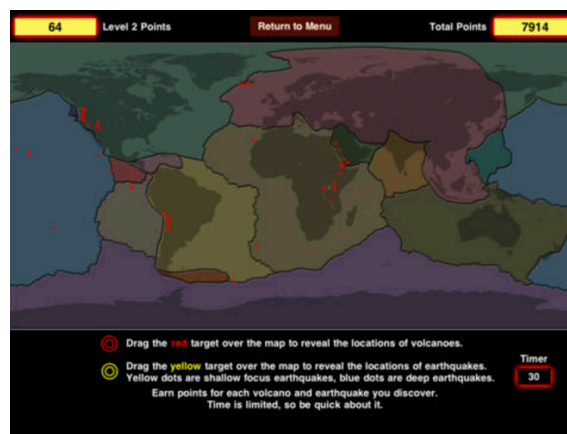 64 Level 2 Points Return to Menu Total Points 7914
Drag the red target over the map to reveal the locations of volcanoes.
Drag the yellow target over the map to reveal the locations of earthquakes.
Yellow dots are shallow focus earthquakes, blue dots are deep earthquakes.
Earn points for each volcano and earthquake you discover.
Time is limited, so be quick about it.
Timer
30